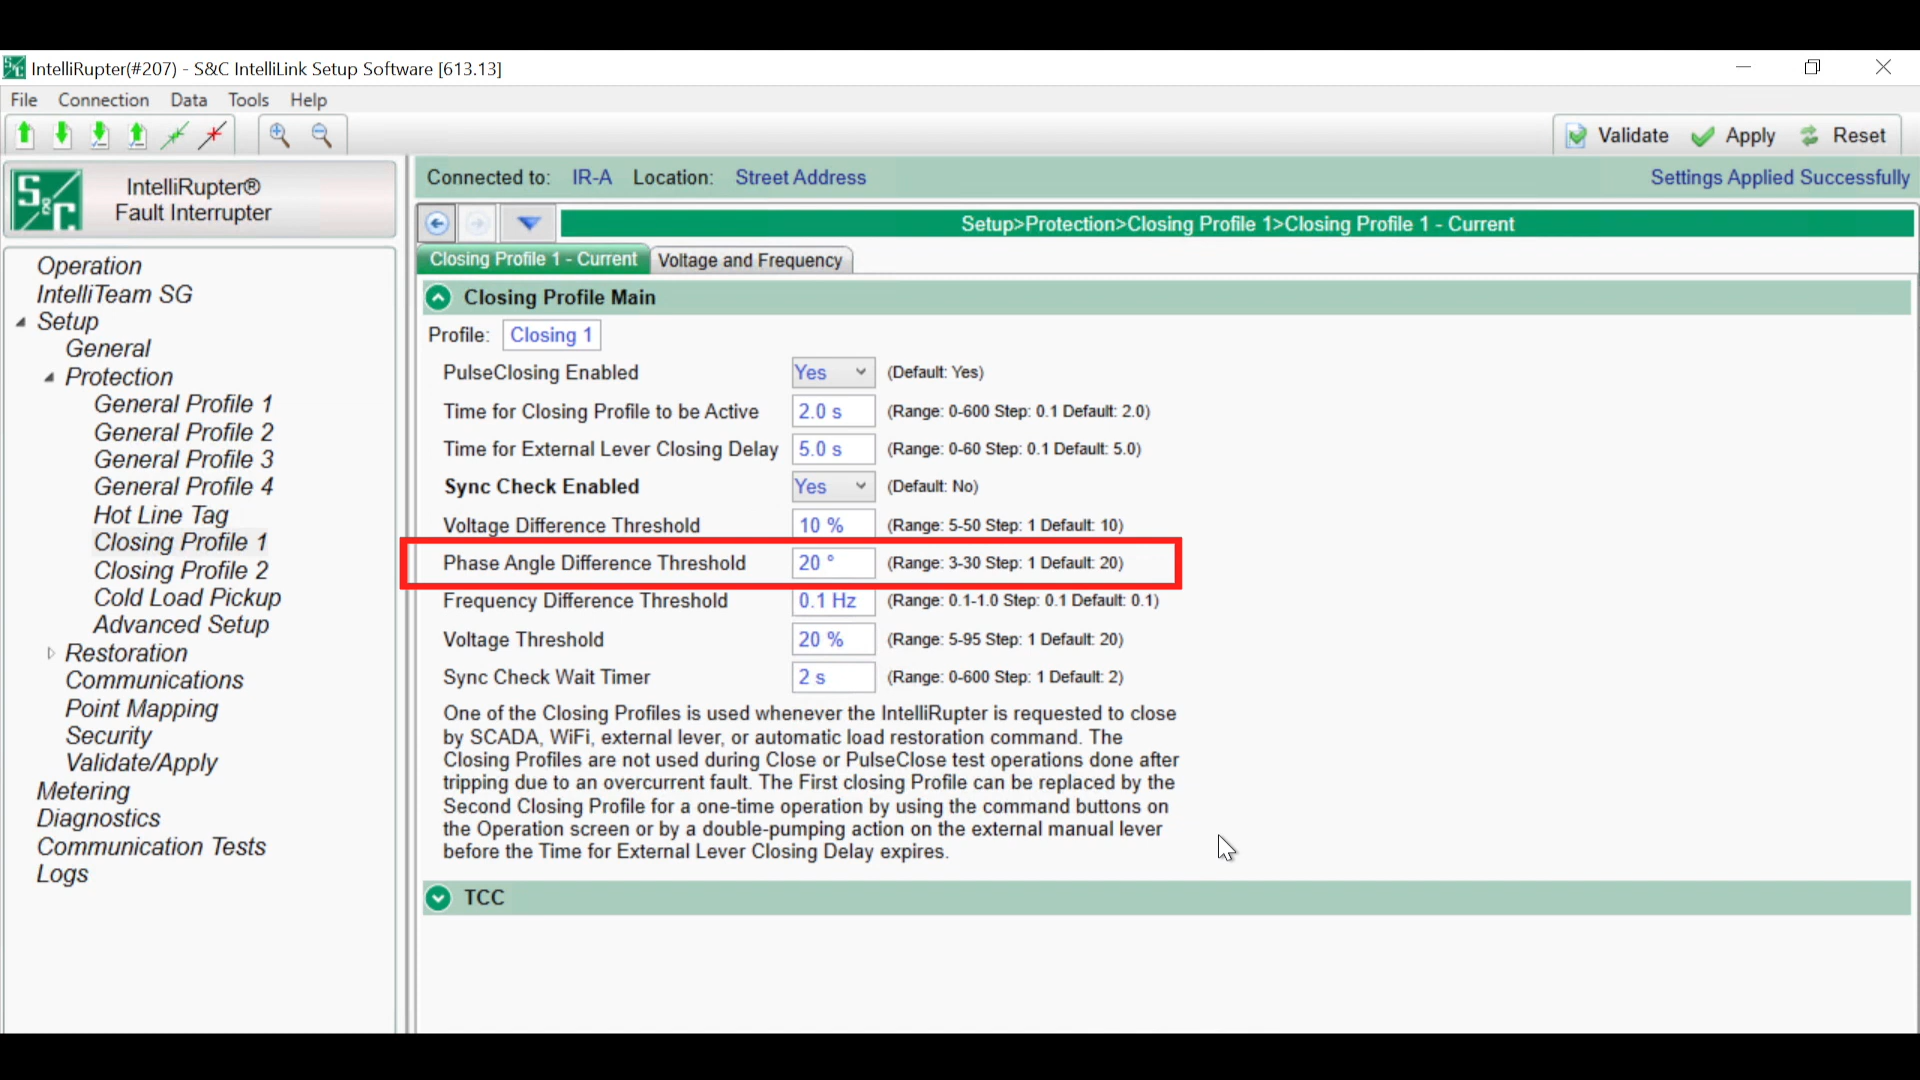 IntelliRupter(#207) - S&C IntelliLink Setup Software [613.13]
File Connection Data Tools Help
Validate Apply Reset
S&C
IntelliRupter®
Fault Interrupter
Connected to: IR-A Location: Street Address Settings Applied Successfully
Setup>Protection>Closing Profile 1>Closing Profile 1 - Current
Closing Profile 1 - Current Voltage and Frequency
Operation
IntelliTeam SG
Setup
General
Protection
General Profile 1
General Profile 2
General Profile 3
General Profile 4
Hot Line Tag
Closing Profile 1
Closing Profile 2
Cold Load Pickup
Advanced Setup
Restoration
Communications
Point Mapping
Security
Validate/Apply
Metering
Diagnostics
Communication Tests
Logs
Closing Profile Main
Profile: Closing 1
PulseClosing Enabled Yes (Default: Yes)
Time for Closing Profile to be Active 2.0 s (Range: 0-600 Step: 0.1 Default: 2.0)
Time for External Lever Closing Delay 5.0 s (Range: 0-60 Step: 0.1 Default: 5.0)
Sync Check Enabled Yes (Default: No)
Voltage Difference Threshold 10 % (Range: 5-50 Step: 1 Default: 10)
Phase Angle Difference Threshold 20 ° (Range: 3-30 Step: 1 Default: 20)
Frequency Difference Threshold 0.1 Hz (Range: 0.1-1.0 Step: 0.1 Default: 0.1)
Voltage Threshold 20 % (Range: 5-95 Step: 1 Default: 20)
Sync Check Wait Timer 2 s (Range: 0-600 Step: 1 Default: 2)
One of the Closing Profiles is used whenever the IntelliRupter is requested to close
by SCADA, WiFi, external lever, or automatic load restoration command. The
Closing Profiles are not used during Close or PulseClose test operations done after
tripping due to an overcurrent fault. The First closing Profile can be replaced by the
Second Closing Profile for a one-time operation by using the command buttons on
the Operation screen or by a double-pumping action on the external manual lever
before the Time for External Lever Closing Delay expires.
TCC